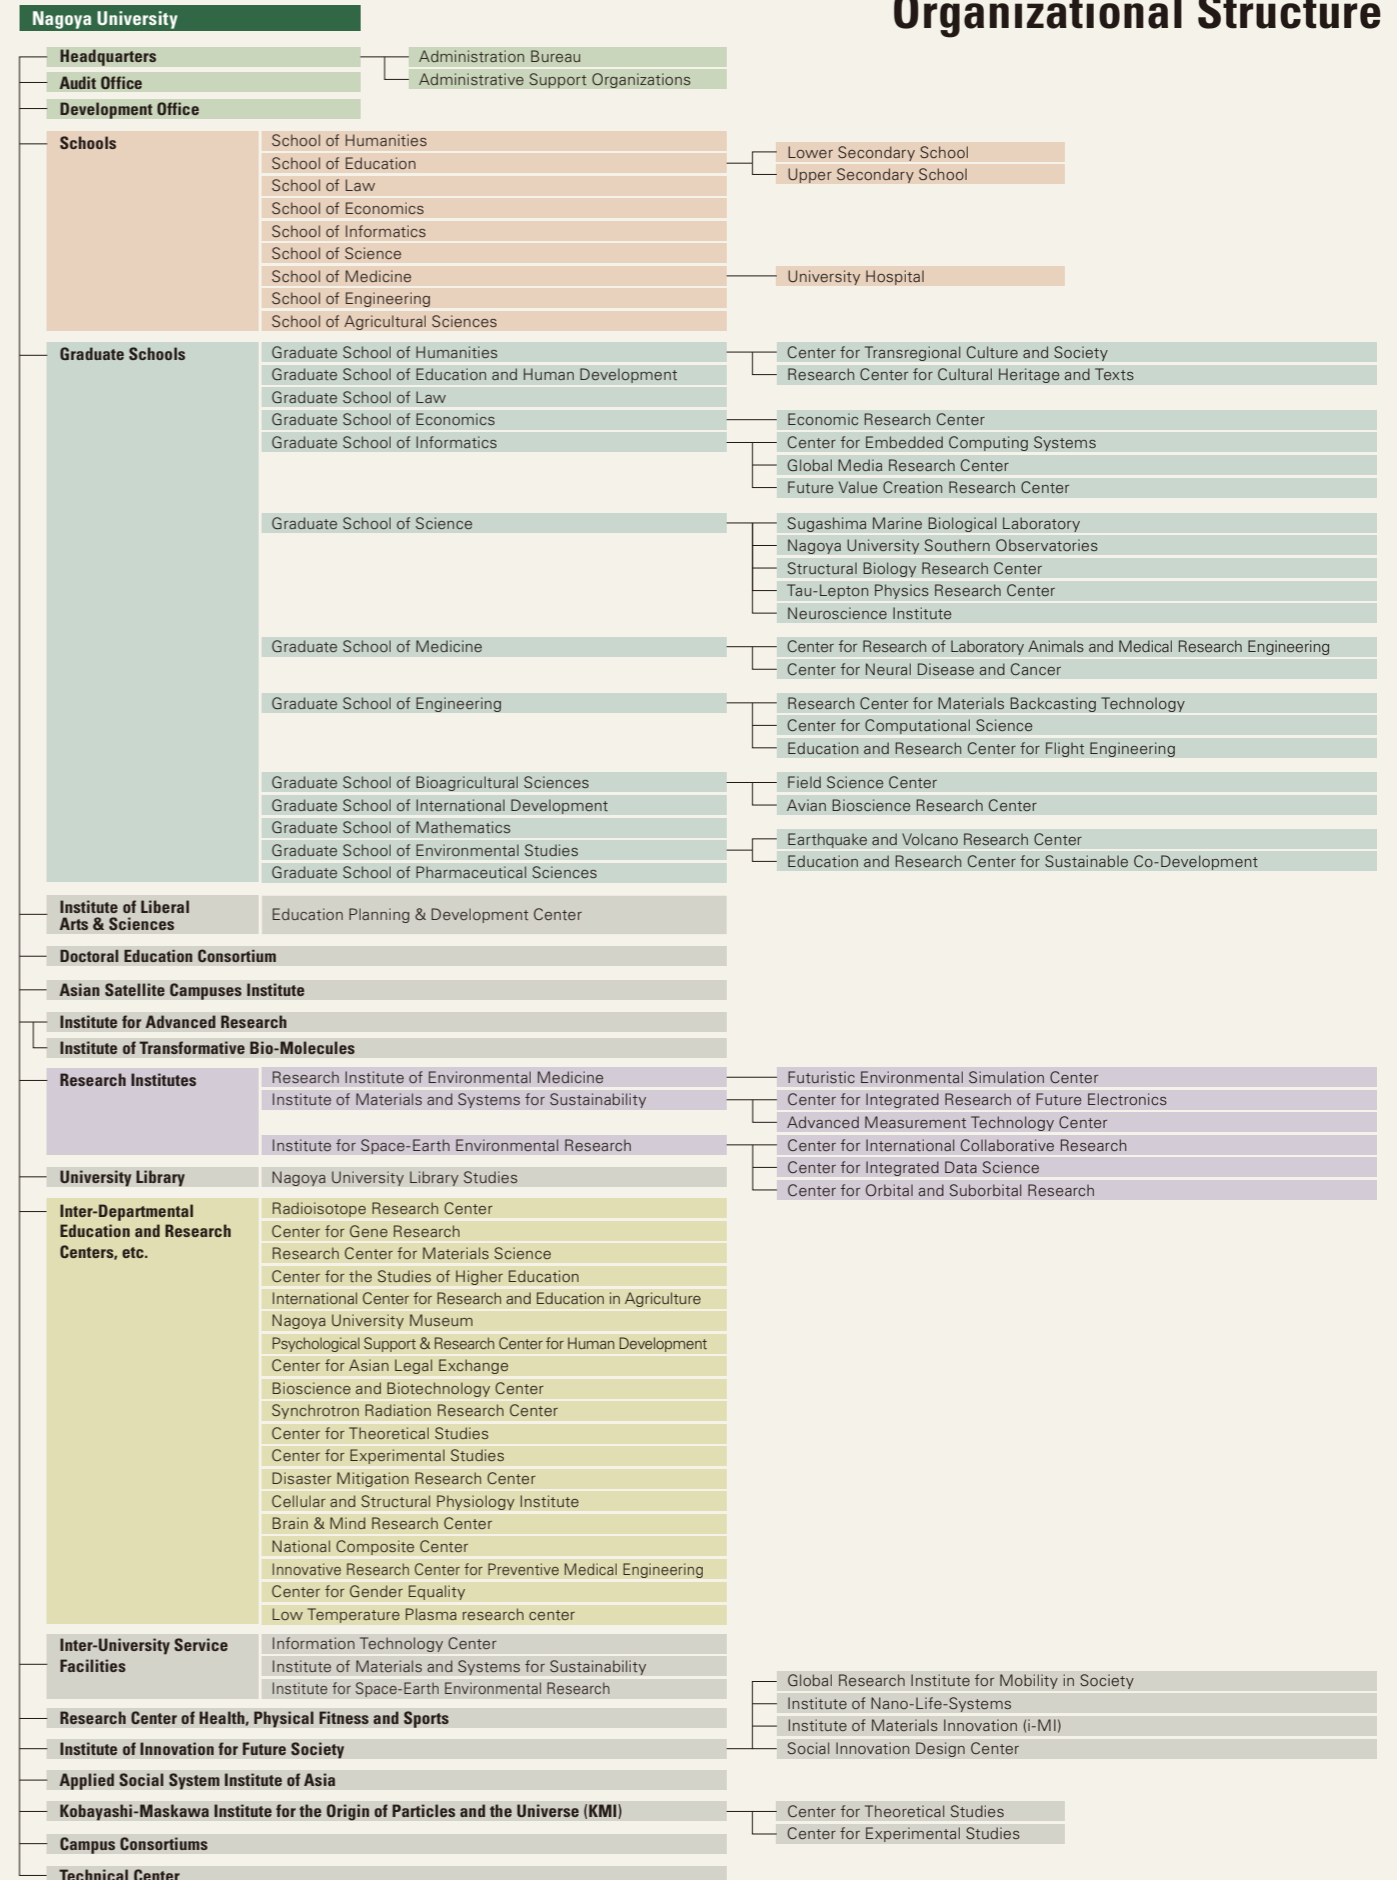 Organizational Structure
Nagoya University
Headquarters
Administration Bureau
Administrative Support Organizations
Audit Office
Development Office
Schools
School of Humanities
School of Education
Lower Secondary School
Upper Secondary School
School of Law
School of Economics
School of Informatics
School of Science
School of Medicine
University Hospital
School of Engineering
School of Agricultural Sciences
Graduate Schools
Graduate School of Humanities
Center for Transregional Culture and Society
Research Center for Cultural Heritage and Texts
Graduate School of Education and Human Development
Graduate School of Law
Graduate School of Economics
Economic Research Center
Graduate School of Informatics
Center for Embedded Computing Systems
Global Media Research Center
Future Value Creation Research Center
Graduate School of Science
Sugashima Marine Biological Laboratory
Nagoya University Southern Observatories
Structural Biology Research Center
Tau-Lepton Physics Research Center
Neuroscience Institute
Graduate School of Medicine
Center for Research of Laboratory Animals and Medical Research Engineering
Center for Neural Disease and Cancer
Graduate School of Engineering
Research Center for Materials Backcasting Technology
Center for Computational Science
Education and Research Center for Flight Engineering
Graduate School of Bioagricultural Sciences
Field Science Center
Avian Bioscience Research Center
Graduate School of International Development
Graduate School of Mathematics
Graduate School of Environmental Studies
Earthquake and Volcano Research Center
Education and Research Center for Sustainable Co-Development
Graduate School of Pharmaceutical Sciences
Institute of Liberal
Arts & Sciences
Education Planning & Development Center
Doctoral Education Consortium
Asian Satellite Campuses Institute
Institute for Advanced Research
Institute of Transformative Bio-Molecules
Research Institutes
Research Institute of Environmental Medicine
Futuristic Environmental Simulation Center
Institute of Materials and Systems for Sustainability
Center for Integrated Research of Future Electronics
Advanced Measurement Technology Center
Institute for Space-Earth Environmental Research
Center for International Collaborative Research
Center for Integrated Data Science
Center for Orbital and Suborbital Research
University Library
Nagoya University Library Studies
Inter-Departmental
Education and Research
Centers, etc.
Radioisotope Research Center
Center for Gene Research
Research Center for Materials Science
Center for the Studies of Higher Education
International Center for Research and Education in Agriculture
Nagoya University Museum
Psychological Support & Research Center for Human Development
Center for Asian Legal Exchange
Bioscience and Biotechnology Center
Synchrotron Radiation Research Center
Center for Theoretical Studies
Center for Experimental Studies
Disaster Mitigation Research Center
Cellular and Structural Physiology Institute
Brain & Mind Research Center
National Composite Center
Innovative Research Center for Preventive Medical Engineering
Center for Gender Equality
Low Temperature Plasma research center
Inter-University Service
Facilities
Information Technology Center
Institute of Materials and Systems for Sustainability
Institute for Space-Earth Environmental Research
Research Center of Health, Physical Fitness and Sports
Institute of Innovation for Future Society
Global Research Institute for Mobility in Society
Institute of Nano-Life-Systems
Institute of Materials Innovation (i-MI)
Social Innovation Design Center
Applied Social System Institute of Asia
Kobayashi-Maskawa Institute for the Origin of Particles and the Universe (KMI)
Center for Theoretical Studies
Center for Experimental Studies
Campus Consortiums
Technical Center